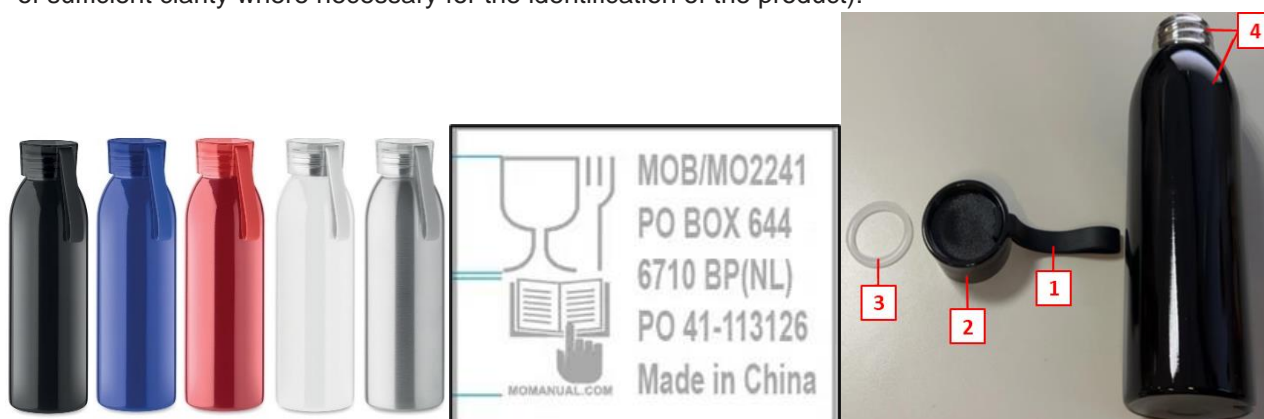 of sufficient clarity where necessary for the identification of the product).
MOB/MO2241
PO BOX 644
6710 BP(NL)
PO 41-113126
Made in China
MOMANUAL.COM
4
3
2
1